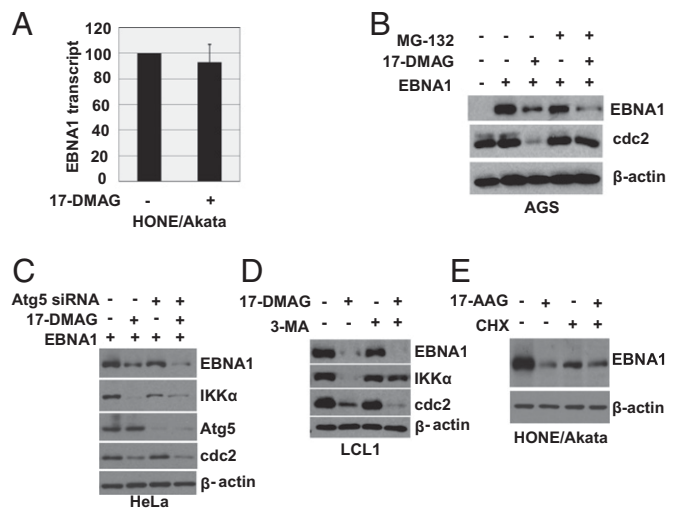 A
120
100
80
60
40
20
0
EBNA1 transcript
17-DMAG - +
HONE/Akata
B
MG-132 - - - + +
17-DMAG - - + - +
EBNA1 - + + + +
EBNA1
cdc2
β-actin
AGS
C
Atg5 siRNA - - + +
17-DMAG - + - +
EBNA1 + + + +
EBNA1
IKKα
Atg5
cdc2
β- actin
HeLa
D
17-DMAG - + - +
3-MA - - + +
EBNA1
IKKα
cdc2
β- actin
LCL1
E
17-AAG - + - +
CHX - - + +
EBNA1
β-actin
HONE/Akata